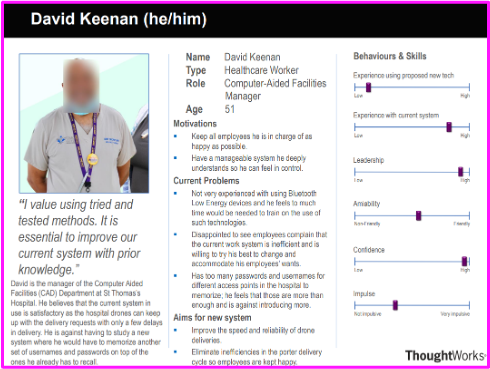 David Keenan (he/him)
"I value using tried and
tested methods. It is
essential to improve our
current system with prior
knowledge."
David is the manager of the Computer Aided
Facilities (CAD) Department at St Thomas's
Hospital. He believes that the current system in
use is satisfactory as the hospital drones can keep
up with the delivery requests with only a few delays
in delivery. He is against having to study a new
system where he would have to memorize another
set of usernames and passwords on top of the
ones he already has to recall.
Name David Keenan
Type Healthcare Worker
Role Computer-Aided Facilities
Manager
Age 51
Motivations
Keep all employees he is in charge of as
happy as possible.
Have a manageable system he deeply
understands so he can feel in control.
Current Problems
Not very experienced with using Bluetooth
Low Energy devices and he feels to much
time would be needed to train on the use of
such technologies.
Disappointed to see employees complain that
the current work system is inefficient and is
willing to try his best to change and
accommodate his employees' wants.
Has too many passwords and usernames for
different access points in the hospital to
memorize; he feels that those are more than
enough and is against introducing more.
Aims for new system
Improve the speed and reliability of drone
deliveries.
Eliminate inefficiencies in the porter delivery
cycle so employees are kept happy.
Behaviours & Skills
Experience using proposed new tech
Low High
Experience with current system
Low High
Leadership
Low High
Amiability
Non-Friendly Friendly
Confidence
Low High
Impulse
Not impulsive Very impulsive
ThoughtWorks